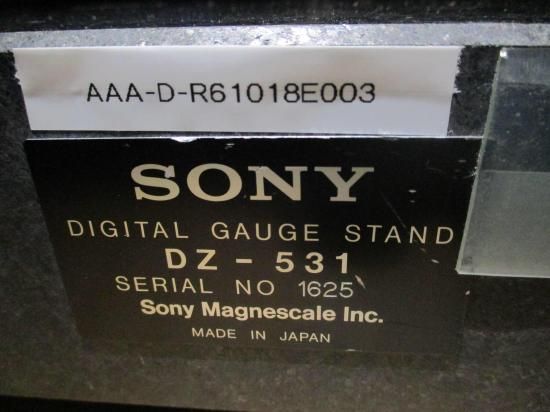 AAA-D-R61018E003
SONY
DIGITAL GAUGE STAND
DZ - 531
SERIAL NO 1625
Sony Magnescale Inc.
MADE IN JAPAN